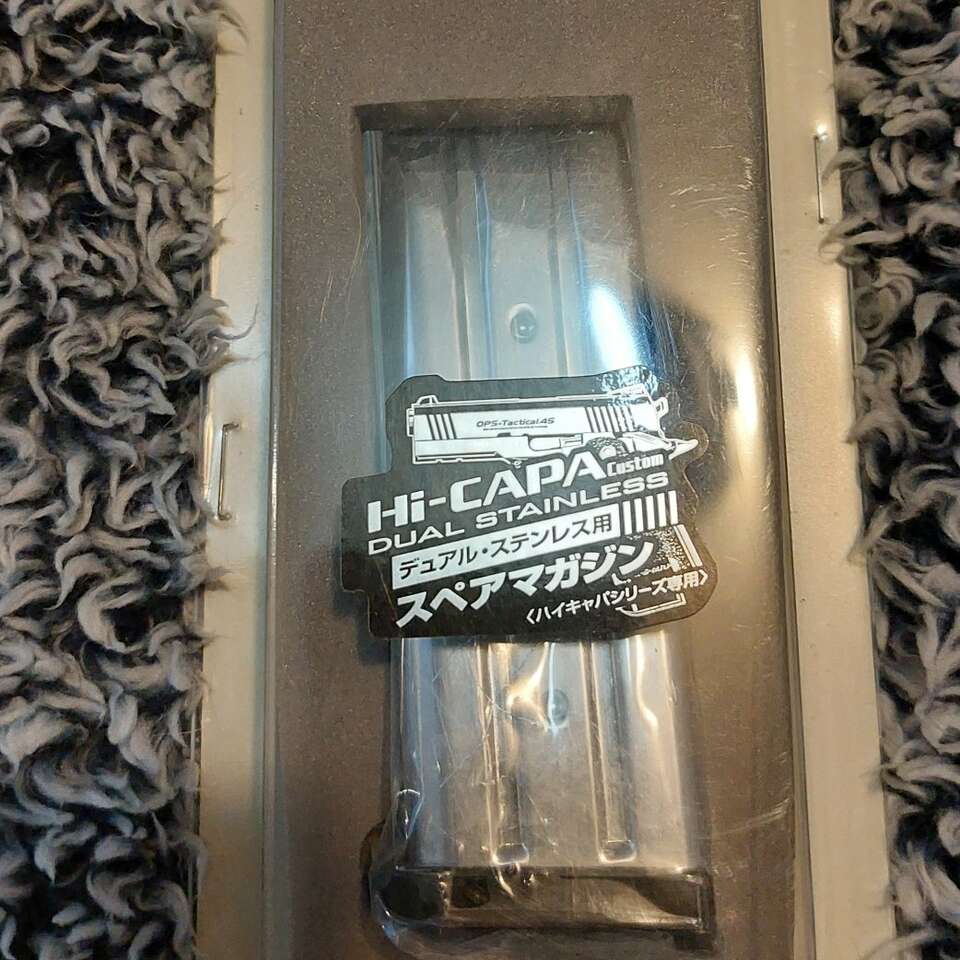 OPS-Tactical.45
Hi-CAPA Custom
DUAL STAINLESS
デュアル・ステンレス用
スペアマガジン
〈ハイキャパシリーズ専用〉